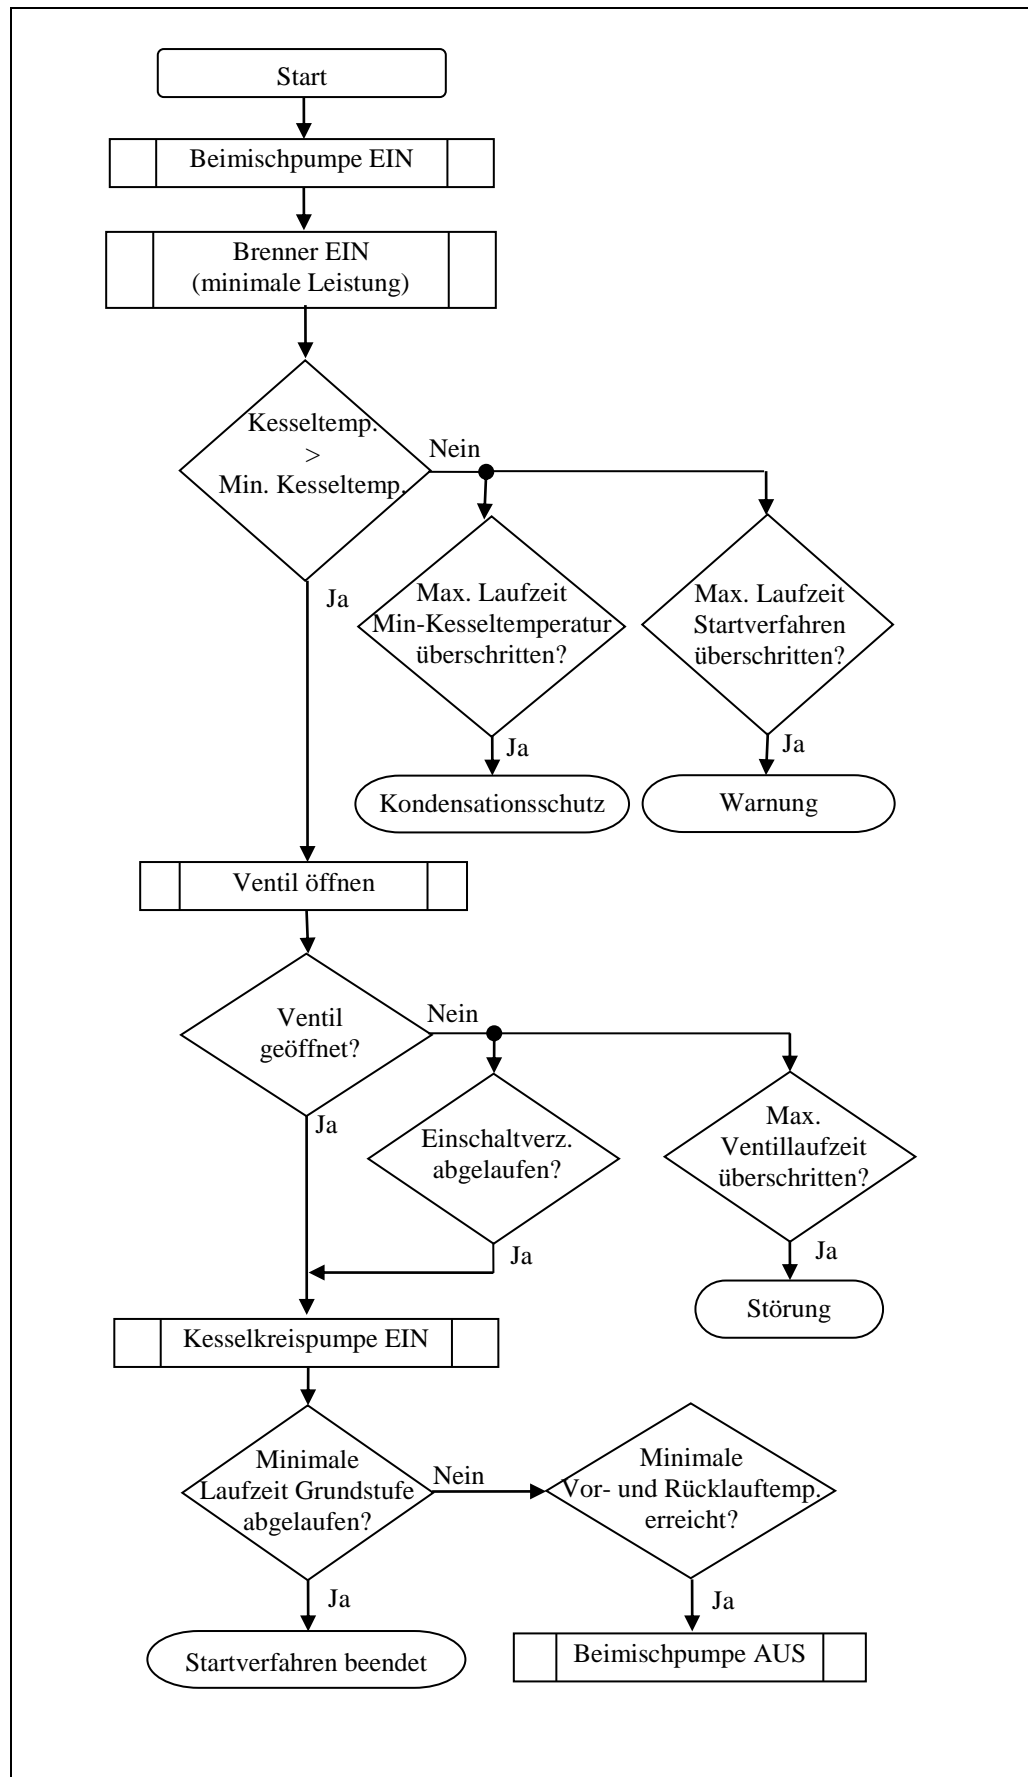 Start
Beimischpumpe EIN
Brenner EIN
(minimale Leistung)
Kesseltemp.
>
Min. Kesseltemp.
Nein
Ja
Max. Laufzeit
Min-Kesseltemperatur
überschritten?
Ja
Max. Laufzeit
Startverfahren
überschritten?
Ja
Kondensationsschutz
Warnung
Ventil öffnen
Ventil
geöffnet?
Nein
Ja
Einschaltverz.
abgelaufen?
Ja
Max.
Ventillaufzeit
überschritten?
Ja
Störung
Kesselkreispumpe EIN
Minimale
Laufzeit Grundstufe
abgelaufen?
Nein
Ja
Minimale
Vor- und Rücklauftemp.
erreicht?
Ja
Startverfahren beendet
Beimischpumpe AUS